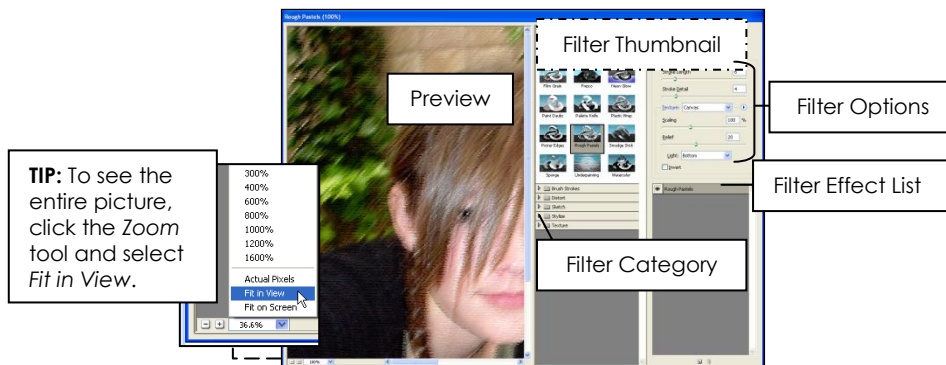 Rough Pastels (100%)
Filter Thumbnail
Preview
Film Grain Fresco Neon Glow
Paint Daubs Palette Knife Plastic Wrap
Poster Edges Rough Pastels Smudge Stick
Sponge Underpainting Watercolor
Brush Strokes
Distort
Sketch
Stylize
Texture
Filter Category
Stroke Length
Stroke Detail 4
Texture: Canvas
Scaling 100 %
Relief 20
Light: Bottom
Invert
Filter Options
Rough Pastels
Filter Effect List
TIP: To see the
entire picture,
click the Zoom
tool and select
Fit in View.
300%
400%
600%
800%
1000%
1200%
1600%
Actual Pixels
Fit in View
Fit on Screen
36.6%
100%